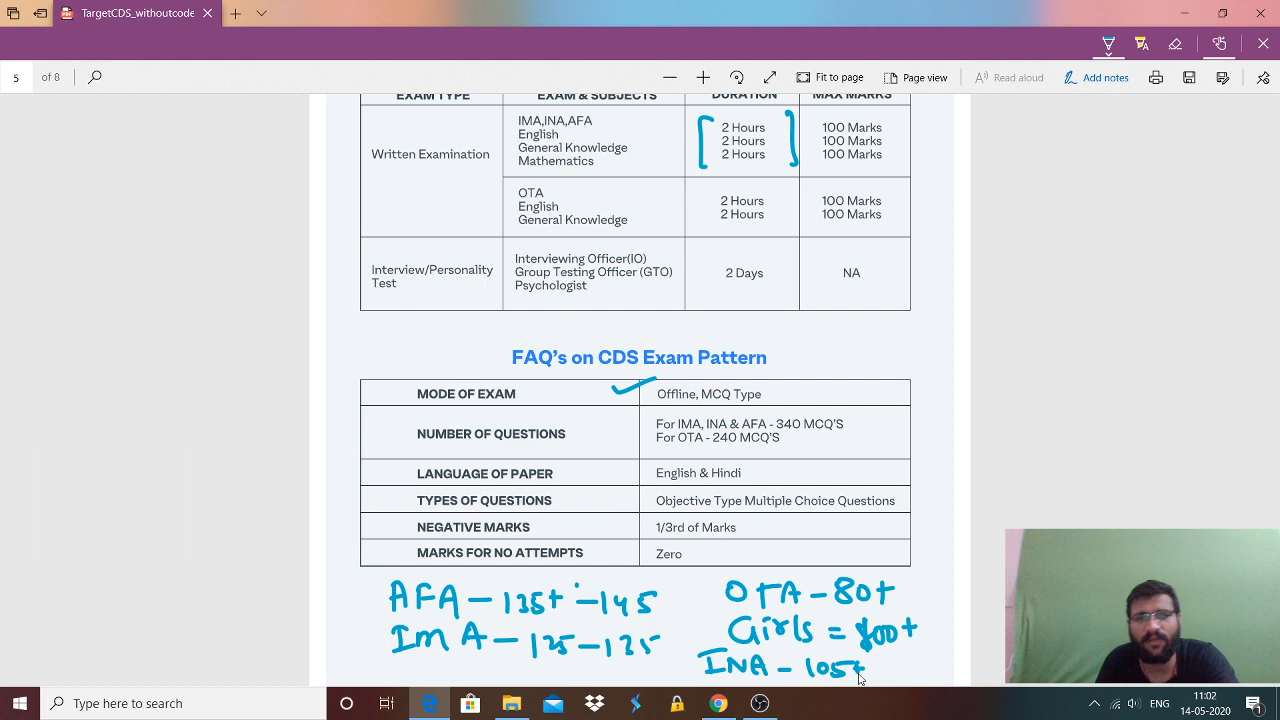 TargetCDS_withoutcode
5 of 8
Fit to page
Page view
Read aloud
Add notes
EXAM TYPE EXAM & SUBJECTS DURATION MAX MARKS
Written Examination
IMA,INA,AFA
English 2 Hours 100 Marks
General Knowledge 2 Hours 100 Marks
Mathematics 2 Hours 100 Marks
OTA
English 2 Hours 100 Marks
General Knowledge 2 Hours 100 Marks
Interview/Personality Test
Interviewing Officer(IO)
Group Testing Officer (GTO) 2 Days NA
Psychologist
FAQ's on CDS Exam Pattern
MODE OF EXAM Offline, MCQ Type
NUMBER OF QUESTIONS For IMA, INA & AFA - 340 MCQ'S
For OTA - 240 MCQ'S
LANGUAGE OF PAPER English & Hindi
TYPES OF QUESTIONS Objective Type Multiple Choice Questions
NEGATIVE MARKS 1/3rd of Marks
MARKS FOR NO ATTEMPTS Zero
AFA - 135+ - 145 OTA - 80+
ImA - 125 - 135 Girls = 00+
INA - 105+
Type here to search
ENG
11:02
14-05-2020